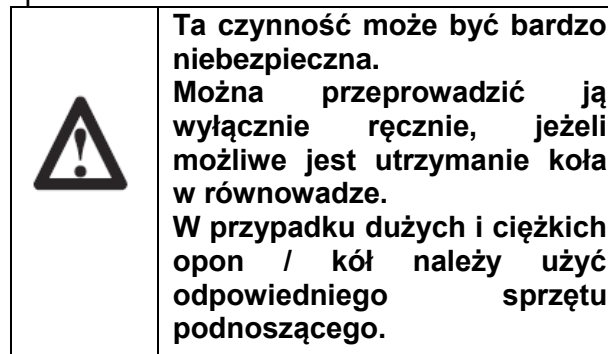 Ta czynność może być bardzo
niebezpieczna.
Można przeprowadzić ją
wyłącznie ręcznie, jeżeli
możliwe jest utrzymanie koła
w równowadze.
W przypadku dużych i ciężkich
opon / kół należy użyć
odpowiedniego sprzętu
podnoszącego.